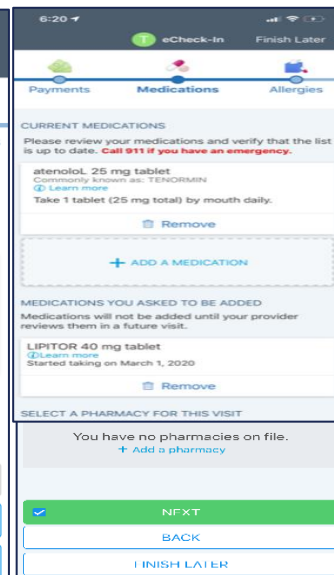 6:20
T eCheck-In Finish Later
Payments Medications Allergies
CURRENT MEDICATIONS
Please review your medications and verify that the list
is up to date. Call 911 if you have an emergency.
atenoloL 25 mg tablet
Commonly known as: TENORMIN
Learn more
Take 1 tablet (25 mg total) by mouth daily.
Remove
+ ADD A MEDICATION
MEDICATIONS YOU ASKED TO BE ADDED
Medications will not be added until your provider
reviews them in a future visit.
LIPITOR 40 mg tablet
Learn more
Started taking on March 1, 2020
Remove
SELECT A PHARMACY FOR THIS VISIT
You have no pharmacies on file.
+ Add a pharmacy
NEXT
BACK
FINISH LATER